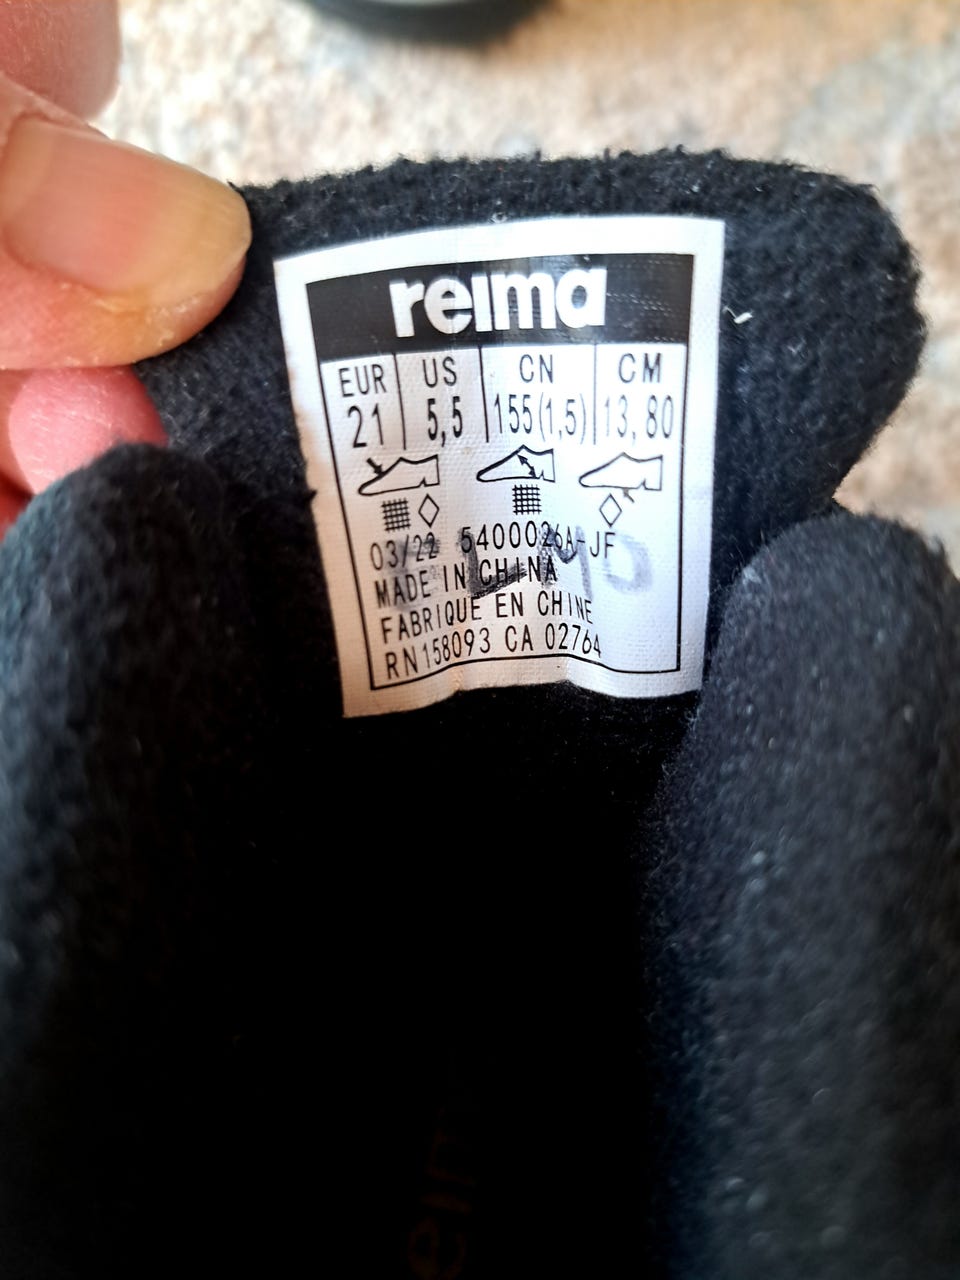 reima
EUR US CN CM
21 5,5 155(1,5) 13,80
03/22 5400026A-JF
MADE IN CHINA
FABRIQUE EN CHINE
RN158093 CA 02764